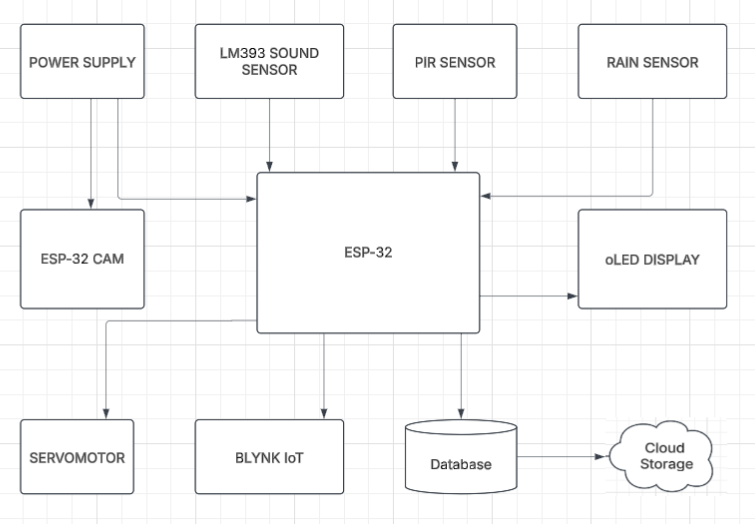 POWER SUPPLY
LM393 SOUND
SENSOR
PIR SENSOR
RAIN SENSOR
ESP-32 CAM
ESP-32
oLED DISPLAY
SERVOMOTOR
BLYNK IoT
Database
Cloud
Storage